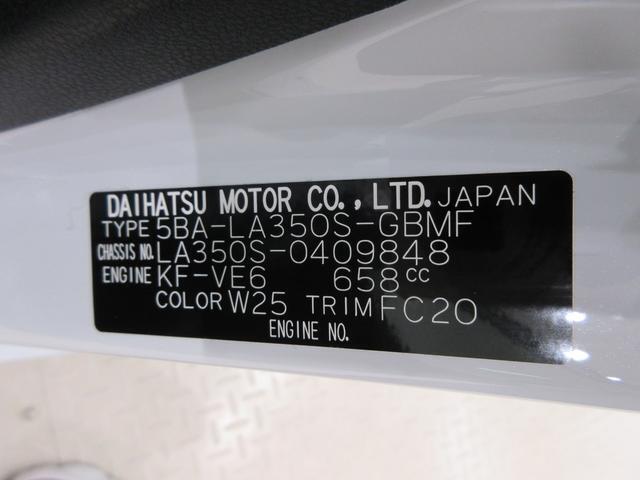 DAIHATSU MOTOR CO., LTD. JAPAN
TYPE 5BA-LA350S-GBMF
CHASSIS NO. LA350S-0409848
ENGINE KF-VE6 658cc
COLOR W25 TRIM FC20
ENGINE NO.